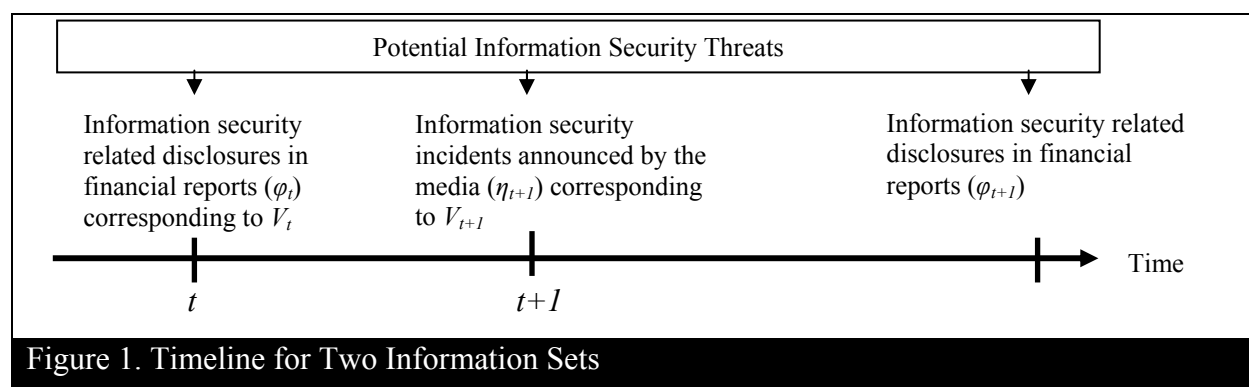 Potential Information Security Threats
Information security
related disclosures in
financial reports (φt)
corresponding to Vt
Information security
incidents announced by the
media (ηt+1) corresponding
to Vt+1
Information security related
disclosures in financial
reports (φt+1)
Time
t
t+1
Figure 1. Timeline for Two Information Sets